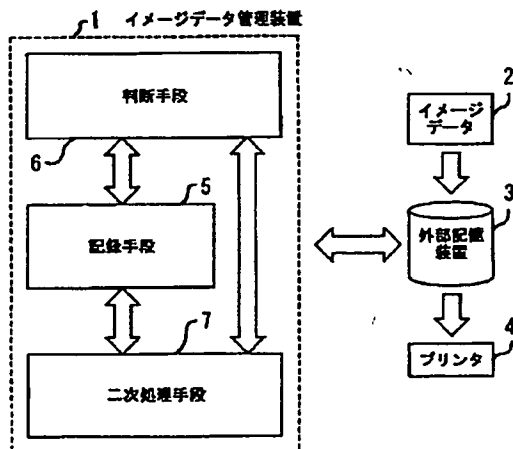 1 イメージデータ管理装置
判断手段
6
5
記録手段
7
二次処理手段
2
イメージ
データ
3
外部記憶
装置
4
プリンタ